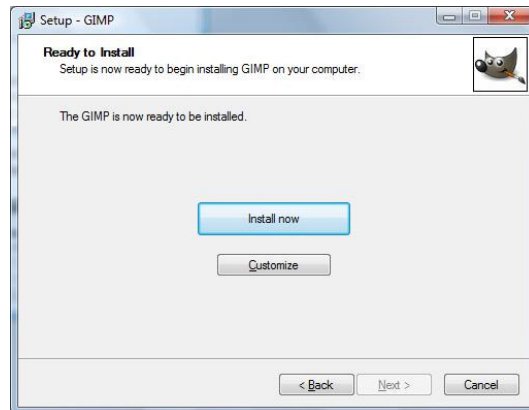 Setup - GIMP
Ready to Install
Setup is now ready to begin installing GIMP on your computer.
The GIMP is now ready to be installed.
Install now
Customize
< Back Next > Cancel